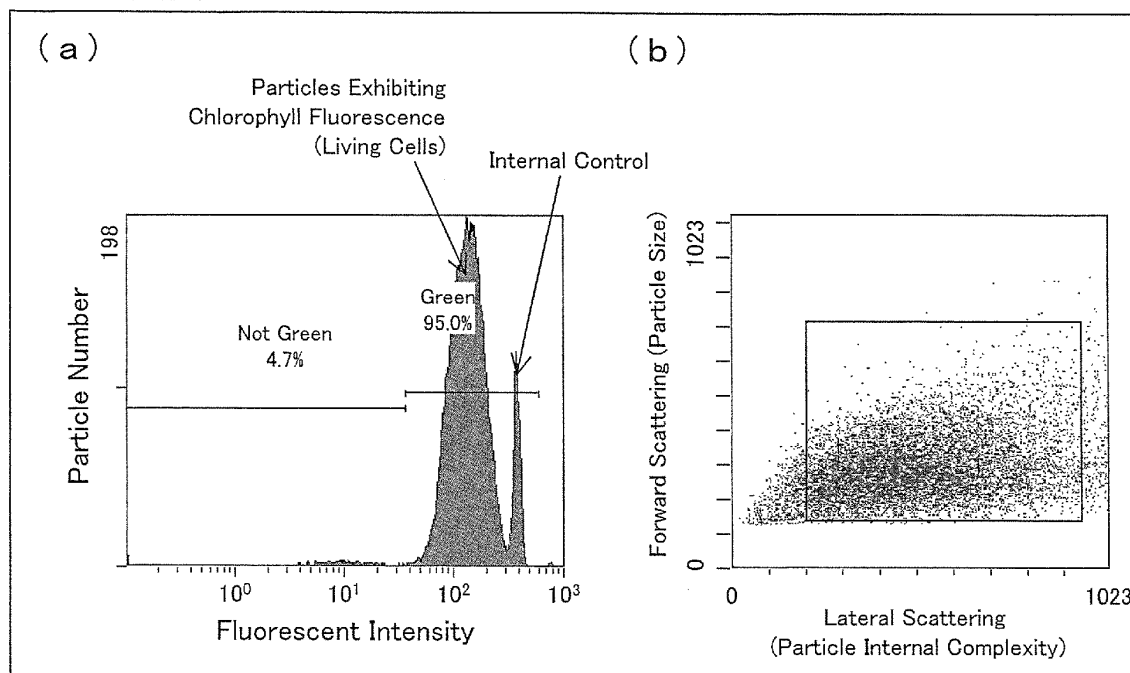 (a)
Particles Exhibiting
Chlorophyll Fluorescence
(Living Cells)
Internal Control
198
Particle Number
Not Green
4.7%
Green
95.0%
10⁰
10¹
10²
10³
Fluorescent Intensity
(b)
Forward Scattering (Particle Size)
1023
0
0
1023
Lateral Scattering
(Particle Internal Complexity)